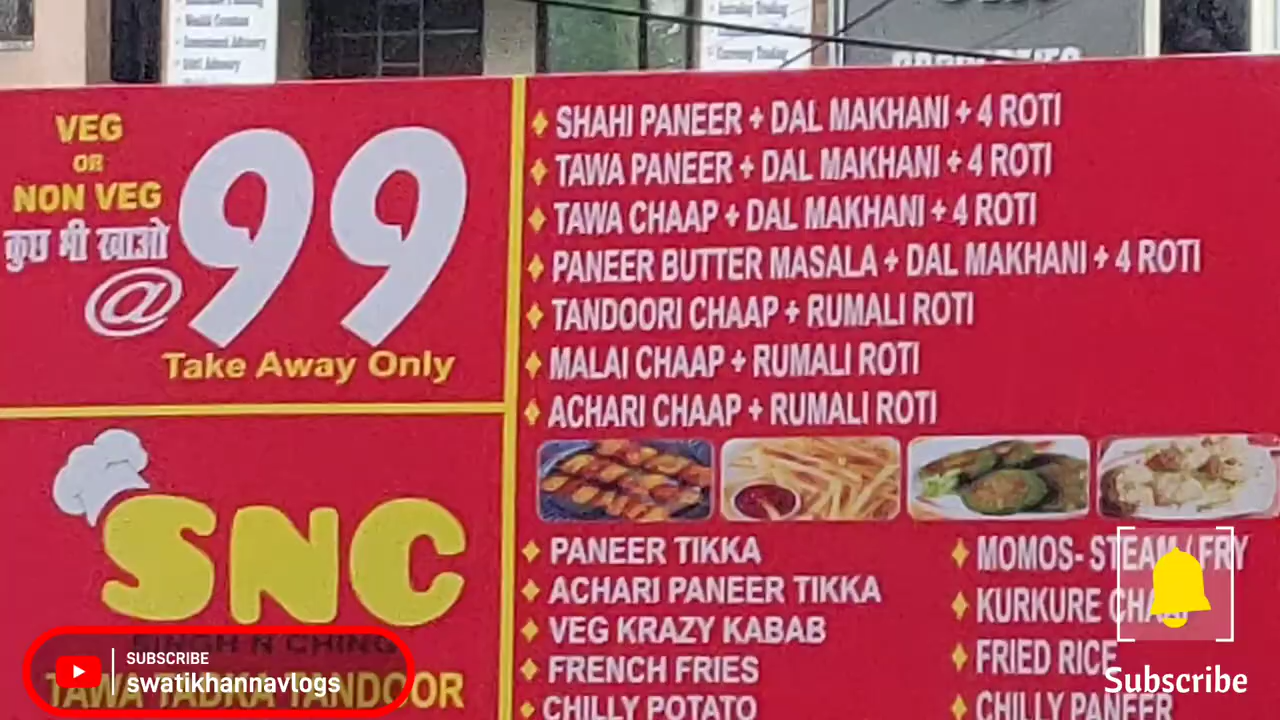 VEG
OR
NON VEG
कुछ भी खाओ
@99
Take Away Only
SNC
SINGH N CHING
TAWA TADKA TANDOOR
SHAHI PANEER + DAL MAKHANI + 4 ROTI
TAWA PANEER + DAL MAKHANI + 4 ROTI
TAWA CHAAP + DAL MAKHANI + 4 ROTI
PANEER BUTTER MASALA + DAL MAKHANI + 4 ROTI
TANDOORI CHAAP + RUMALI ROTI
MALAI CHAAP + RUMALI ROTI
ACHARI CHAAP + RUMALI ROTI
PANEER TIKKA
ACHARI PANEER TIKKA
VEG KRAZY KABAB
FRENCH FRIES
CHILLY POTATO
MOMOS- STEAM / FRY
KURKURE CHAAP
FRIED RICE
CHILLY PANEER
SUBSCRIBE
swatikhannavlogs
Subscribe